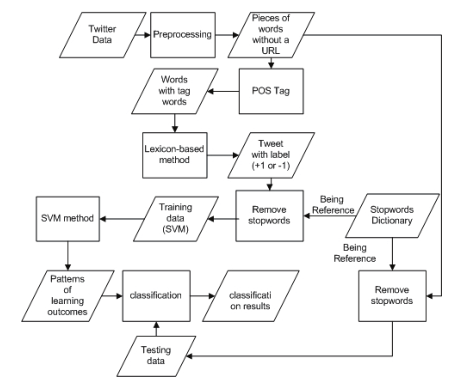 Twitter
Data
Preprocessing
Pieces of
words
without a
URL
Words
with tag
words
POS Tag
Lexicon-based
method
Tweet
with label
(+1 or -1)
SVM method
Training
data
(SVM)
Remove
stopwords
Being
Reference
Stopwords
Dictionary
Being
Reference
Patterns
of
learning
outcomes
classification
classificati
on results
Remove
stopwords
Testing
data